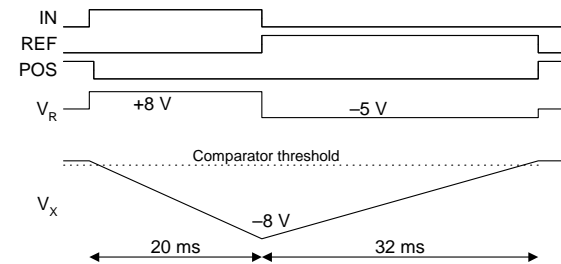 IN
REF
POS
V_R +8 V –5 V
Comparator threshold
V_X
–8 V
20 ms 32 ms